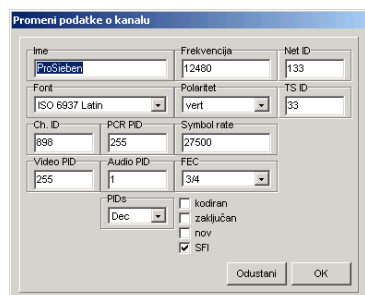 Promeni podatke o kanalu
Ime
Frekvencija
Net ID
ProSieben
12480
133
Font
Polaritet
TS ID
ISO 6937 Latin
vert
33
Ch. ID
PCR PID
Symbol rate
898
255
27500
Video PID
Audio PID
FEC
255
1
3/4
PIDs
Dec
kodiran
zaključan
nov
SFI
Odustani
OK